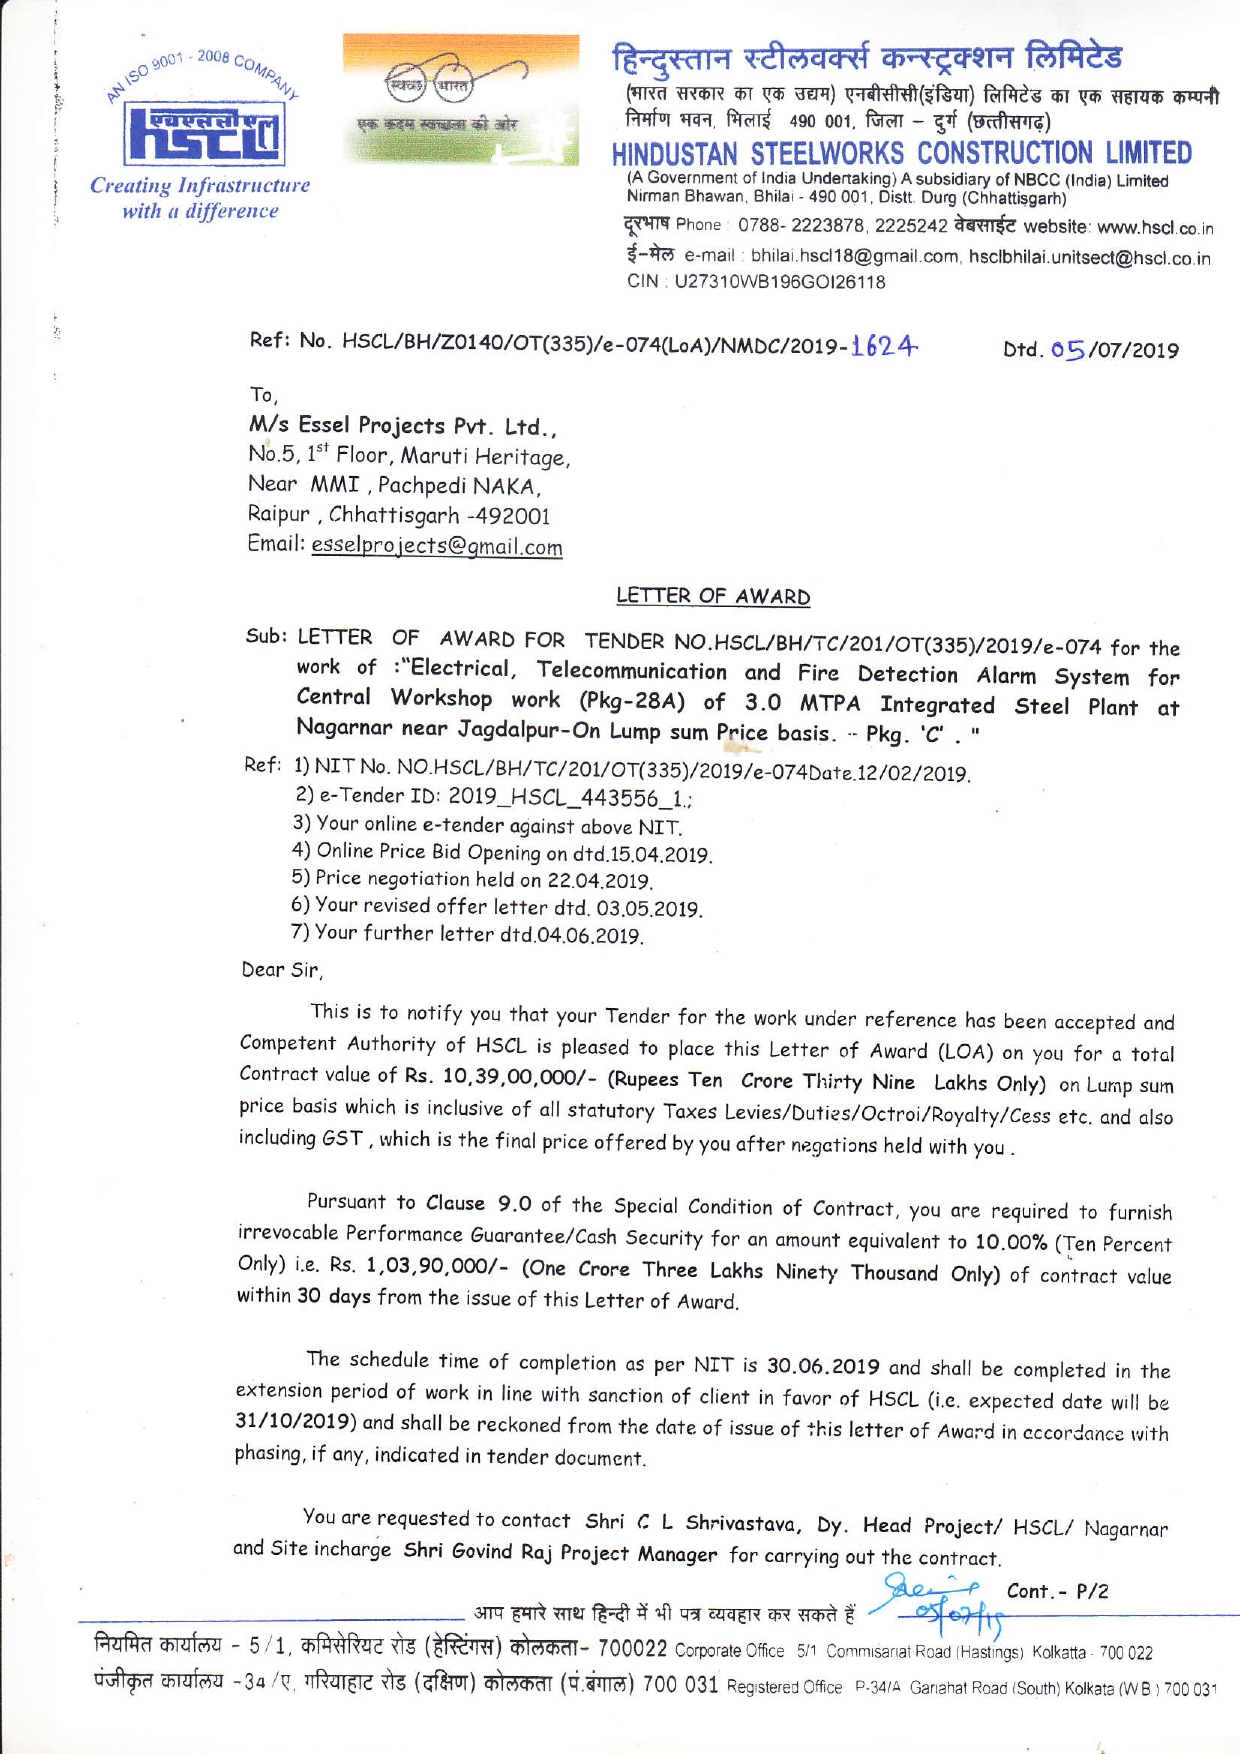 AN ISO 9001 - 2008 COMPANY
एचएससीएल
hscl
Creating Infrastructure
with a difference
स्वच्छ भारत
एक कदम स्वच्छता की ओर
हिन्दुस्तान स्टीलवर्क्स कन्स्ट्रक्शन लिमिटेड
(भारत सरकार का एक उद्यम) एनबीसीसी(इंडिया) लिमिटेड का एक सहायक कम्पनी
निर्माण भवन, भिलाई 490 001, जिला – दुर्ग (छत्तीसगढ़)
HINDUSTAN STEELWORKS CONSTRUCTION LIMITED
(A Government of India Undertaking) A subsidiary of NBCC (India) Limited
Nirman Bhawan, Bhilai - 490 001, Distt. Durg (Chhattisgarh)
दूरभाष Phone : 0788- 2223878, 2225242 वेबसाईट website: www.hscl.co.in
ई-मेल e-mail : bhilai.hscl18@gmail.com, hsclbhilai.unitsect@hscl.co.in
CIN : U27310WB196GOI26118
Ref: No. HSCL/BH/Z0140/OT(335)/e-074(LoA)/NMDC/2019-1624 Dtd. 05/07/2019
To,
M/s Essel Projects Pvt. Ltd.,
No.5, 1st Floor, Maruti Heritage,
Near MMI , Pachpedi NAKA,
Raipur , Chhattisgarh -492001
Email: esselprojects@gmail.com
LETTER OF AWARD
Sub: LETTER OF AWARD FOR TENDER NO.HSCL/BH/TC/201/OT(335)/2019/e-074 for the
work of :"Electrical, Telecommunication and Fire Detection Alarm System for
Central Workshop work (Pkg-28A) of 3.0 MTPA Integrated Steel Plant at
Nagarnar near Jagdalpur-On Lump sum Price basis. -- Pkg. 'C' . "
Ref: 1) NIT No. NO.HSCL/BH/TC/201/OT(335)/2019/e-074Date.12/02/2019.
2) e-Tender ID: 2019_HSCL_443556_1.;
3) Your online e-tender against above NIT.
4) Online Price Bid Opening on dtd.15.04.2019.
5) Price negotiation held on 22.04.2019.
6) Your revised offer letter dtd. 03.05.2019.
7) Your further letter dtd.04.06.2019.
Dear Sir,
This is to notify you that your Tender for the work under reference has been accepted and
Competent Authority of HSCL is pleased to place this Letter of Award (LOA) on you for a total
Contract value of Rs. 10,39,00,000/- (Rupees Ten Crore Thirty Nine Lakhs Only) on Lump sum
price basis which is inclusive of all statutory Taxes Levies/Duties/Octroi/Royalty/Cess etc. and also
including GST , which is the final price offered by you after negations held with you .
Pursuant to Clause 9.0 of the Special Condition of Contract, you are required to furnish
irrevocable Performance Guarantee/Cash Security for an amount equivalent to 10.00% (Ten Percent
Only) i.e. Rs. 1,03,90,000/- (One Crore Three Lakhs Ninety Thousand Only) of contract value
within 30 days from the issue of this Letter of Award.
The schedule time of completion as per NIT is 30.06.2019 and shall be completed in the
extension period of work in line with sanction of client in favor of HSCL (i.e. expected date will be
31/10/2019) and shall be reckoned from the date of issue of this letter of Award in accordance with
phasing, if any, indicated in tender document.
You are requested to contact Shri C L Shrivastava, Dy. Head Project/ HSCL/ Nagarnar
and Site incharge Shri Govind Raj Project Manager for carrying out the contract.
Cont.- P/2
आप हमारे साथ हिन्दी में भी पत्र व्यवहार कर सकते हैं 05/07/19
नियमित कार्यालय - 5/1, कमिसेरियट रोड (हेस्टिंगस) कोलकता- 700022 Corporate Office 5/1 Commisariat Road (Hastings) Kolkatta - 700 022
पंजीकृत कार्यालय -34/ए, गरियाहाट रोड (दक्षिण) कोलकता (पं.बंगाल) 700 031 Registered Office P-34/A Gariahat Road (South) Kolkata (W B ) 700 031